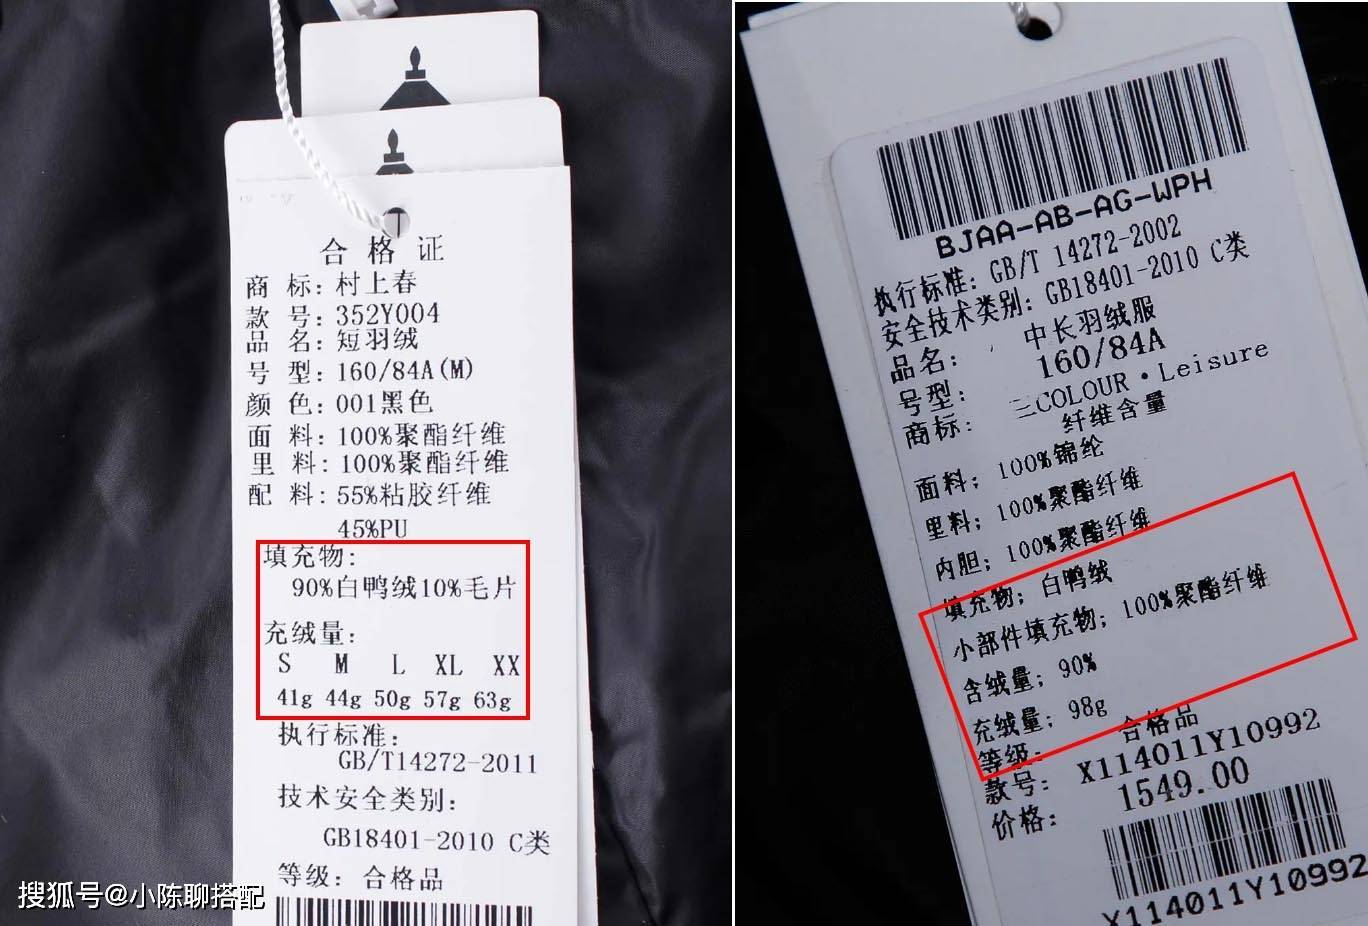 合格证
商 标：村上春
款 号：352Y004
品 名：短羽绒
号 型：160/84A(M)
颜 色：001黑色
面 料：100%聚酯纤维
里 料：100%聚酯纤维
配 料：55%粘胶纤维
45%PU
填充物：
90%白鸭绒10%毛片
充绒量：
S M L XL XX
41g 44g 50g 57g 63g
执行标准：
GB/T14272-2011
技术安全类别：
GB18401-2010 C类
等级：合格品
搜狐号@小陈聊搭配
BJAA-AB-AG-WPH
执行标准：GB/T 14272-2002
安全技术类别：GB18401-2010 C类
品名：中长羽绒服
号型：160/84A
商标：三COLOUR·Leisure
纤维含量
面料；100%锦纶
里料；100%聚酯纤维
内胆；100%聚酯纤维
填充物；白鸭绒
小部件填充物；100%聚酯纤维
含绒量；90%
充绒量；98g
等级：合格品
款号：X114011Y10992
价格：1549.00
X114011Y10992